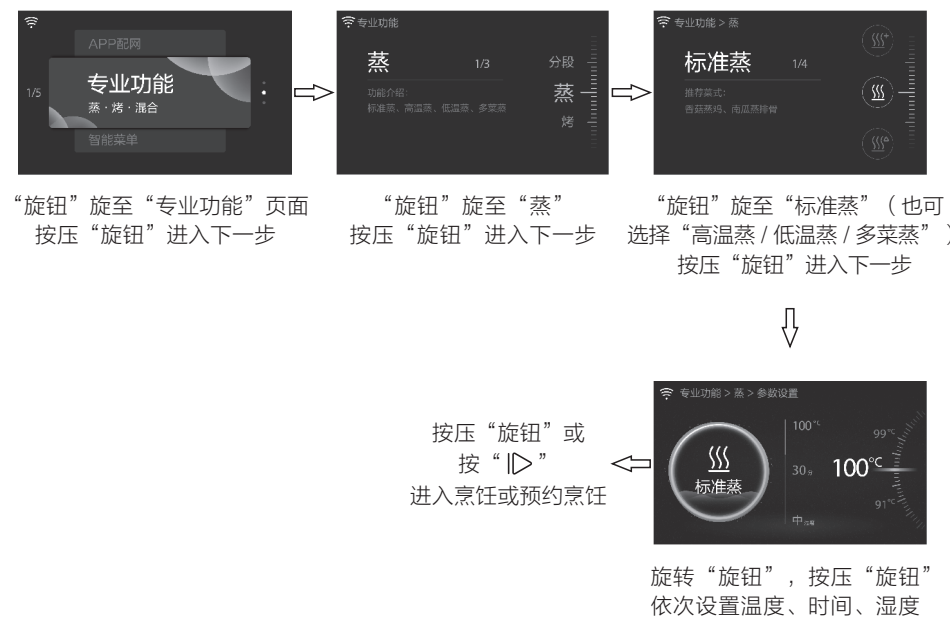 APP配网
1/5
专业功能
蒸·烤·混合
智能菜单
“旋钮”旋至“专业功能”页面
按压“旋钮”进入下一步
专业功能
蒸
1/3
功能介绍:
标准蒸、高温蒸、低温蒸、多菜蒸
分段
蒸
烤
“旋钮”旋至“蒸”
按压“旋钮”进入下一步
专业功能 > 蒸
标准蒸
1/4
推荐菜式:
香菇蒸鸡、南瓜蒸排骨
“旋钮”旋至“标准蒸”（也可
选择“高温蒸 / 低温蒸 / 多菜蒸”）
按压“旋钮”进入下一步
专业功能 > 蒸 > 参数设置
标准蒸
100℃
30分
中
99℃
100℃
91℃
旋转“旋钮”，按压“旋钮”
依次设置温度、时间、湿度
按压“旋钮”或
按“”
进入烹饪或预约烹饪